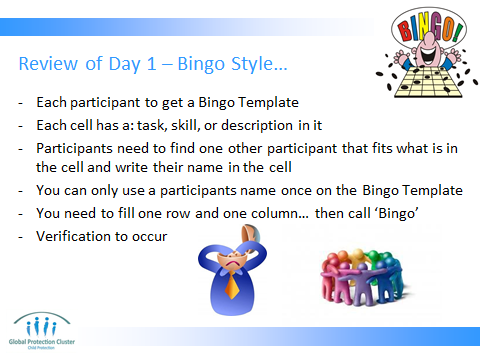 BINGO!
Review of Day 1 – Bingo Style…
- Each participant to get a Bingo Template
- Each cell has a: task, skill, or description in it
- Participants need to find one other participant that fits what is in
the cell and write their name in the cell
- You can only use a participants name once on the Bingo Template
- You need to fill one row and one column… then call ‘Bingo’
- Verification to occur
Global Protection Cluster
Child Protection